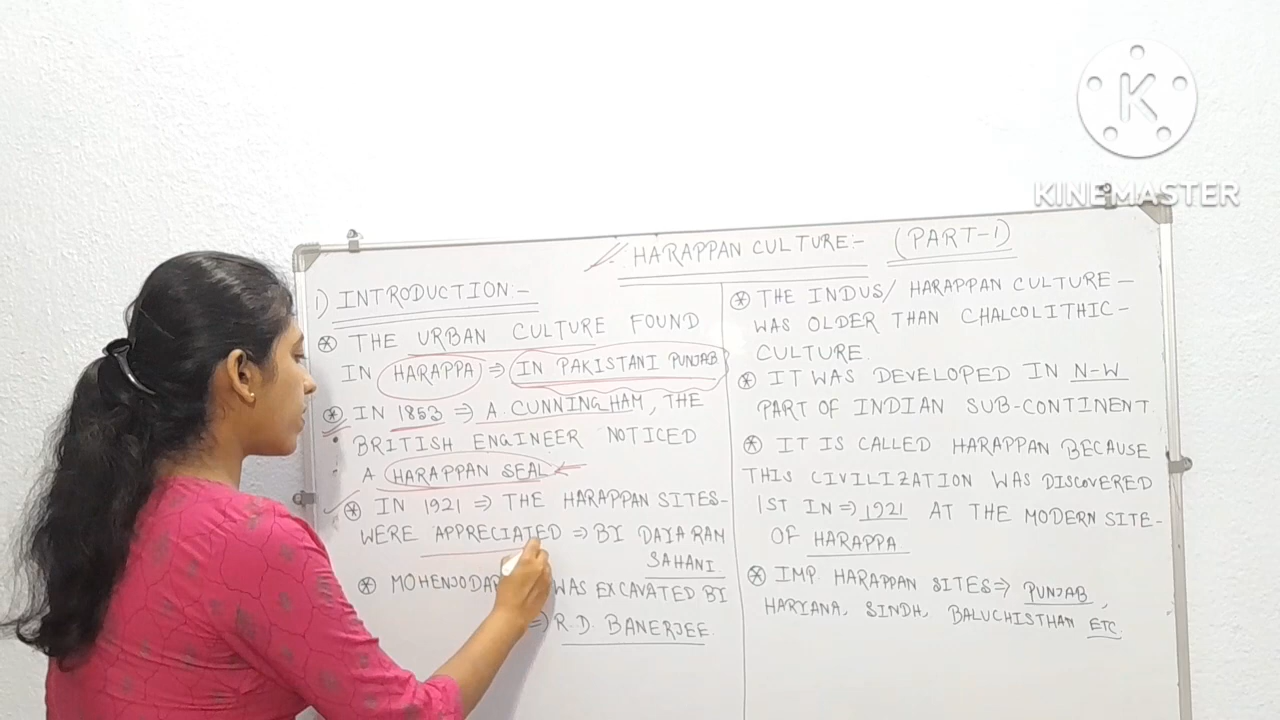 K
KINEMASTER
HARAPPAN CULTURE:- (PART-1)
1) INTRODUCTION:-
THE URBAN CULTURE FOUND
IN HARAPPA ⇒ IN PAKISTANI PUNJAB
IN 1853 ⇒ A. CUNNINGHAM, THE
BRITISH ENGINEER NOTICED
A HARAPPAN SEAL
IN 1921 ⇒ THE HARAPPAN SITES-
WERE APPRECIATED ⇒ BY DAYARAM
SAHANI.
WAS EXCAVATED BY
⇒ R.D. BANERJEE.
THE INDUS/ HARAPPAN CULTURE-
WAS OLDER THAN CHALCOLITHIC-
CULTURE.
IT WAS DEVELOPED IN N-W
PART OF INDIAN SUB-CONTINENT
IT IS CALLED HARAPPAN BECAUSE
THIS CIVILIZATION WAS DISCOVERED
1ST IN ⇒ 1921 AT THE MODERN SITE-
OF HARAPPA
IMP. HARAPPAN SITES ⇒ PUNJAB,
HARYANA, SINDH, BALUCHISTHAN ETC.